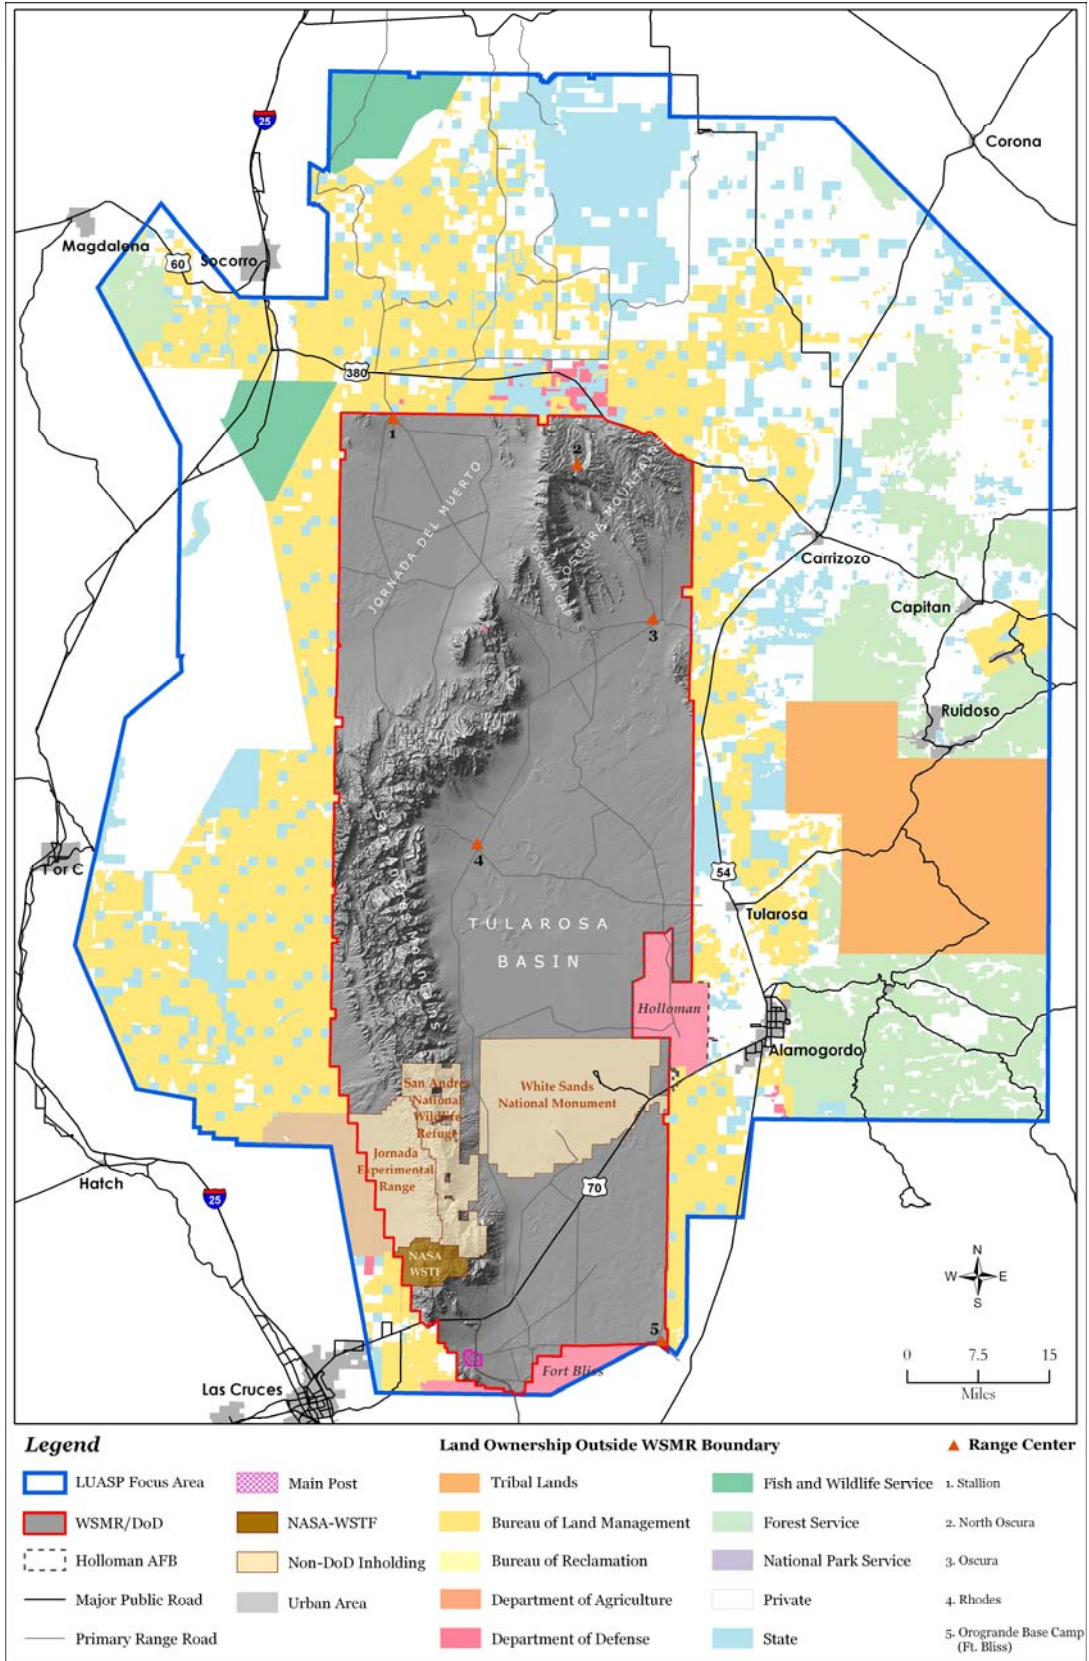 25
Corona
Magdalena
60
Socorro
380
1
2
JORNADA DEL MUERTO
OSCURA MOUNTAINS
OSCURA GAP
Carrizozo
Capitan
3
Ruidoso
San Andres Mountains
4
T or C
54
TULAROSA
BASIN
Tularosa
Holloman
Alamogordo
San Andres
National
Wildlife
Refuge
White Sands
National Monument
Jornada
Experimental
Range
Hatch
25
70
NASA
WSTF
N
W E
S
5
Fort Bliss
0 7.5 15
Miles
Las Cruces
Legend
LUASP Focus Area
WSMR/DoD
Holloman AFB
Major Public Road
Primary Range Road
Main Post
NASA-WSTF
Non-DoD Inholding
Urban Area
Land Ownership Outside WSMR Boundary
Tribal Lands
Bureau of Land Management
Bureau of Reclamation
Department of Agriculture
Department of Defense
Fish and Wildlife Service
Forest Service
National Park Service
Private
State
Range Center
1. Stallion
2. North Oscura
3. Oscura
4. Rhodes
5. Orogrande Base Camp
(Ft. Bliss)